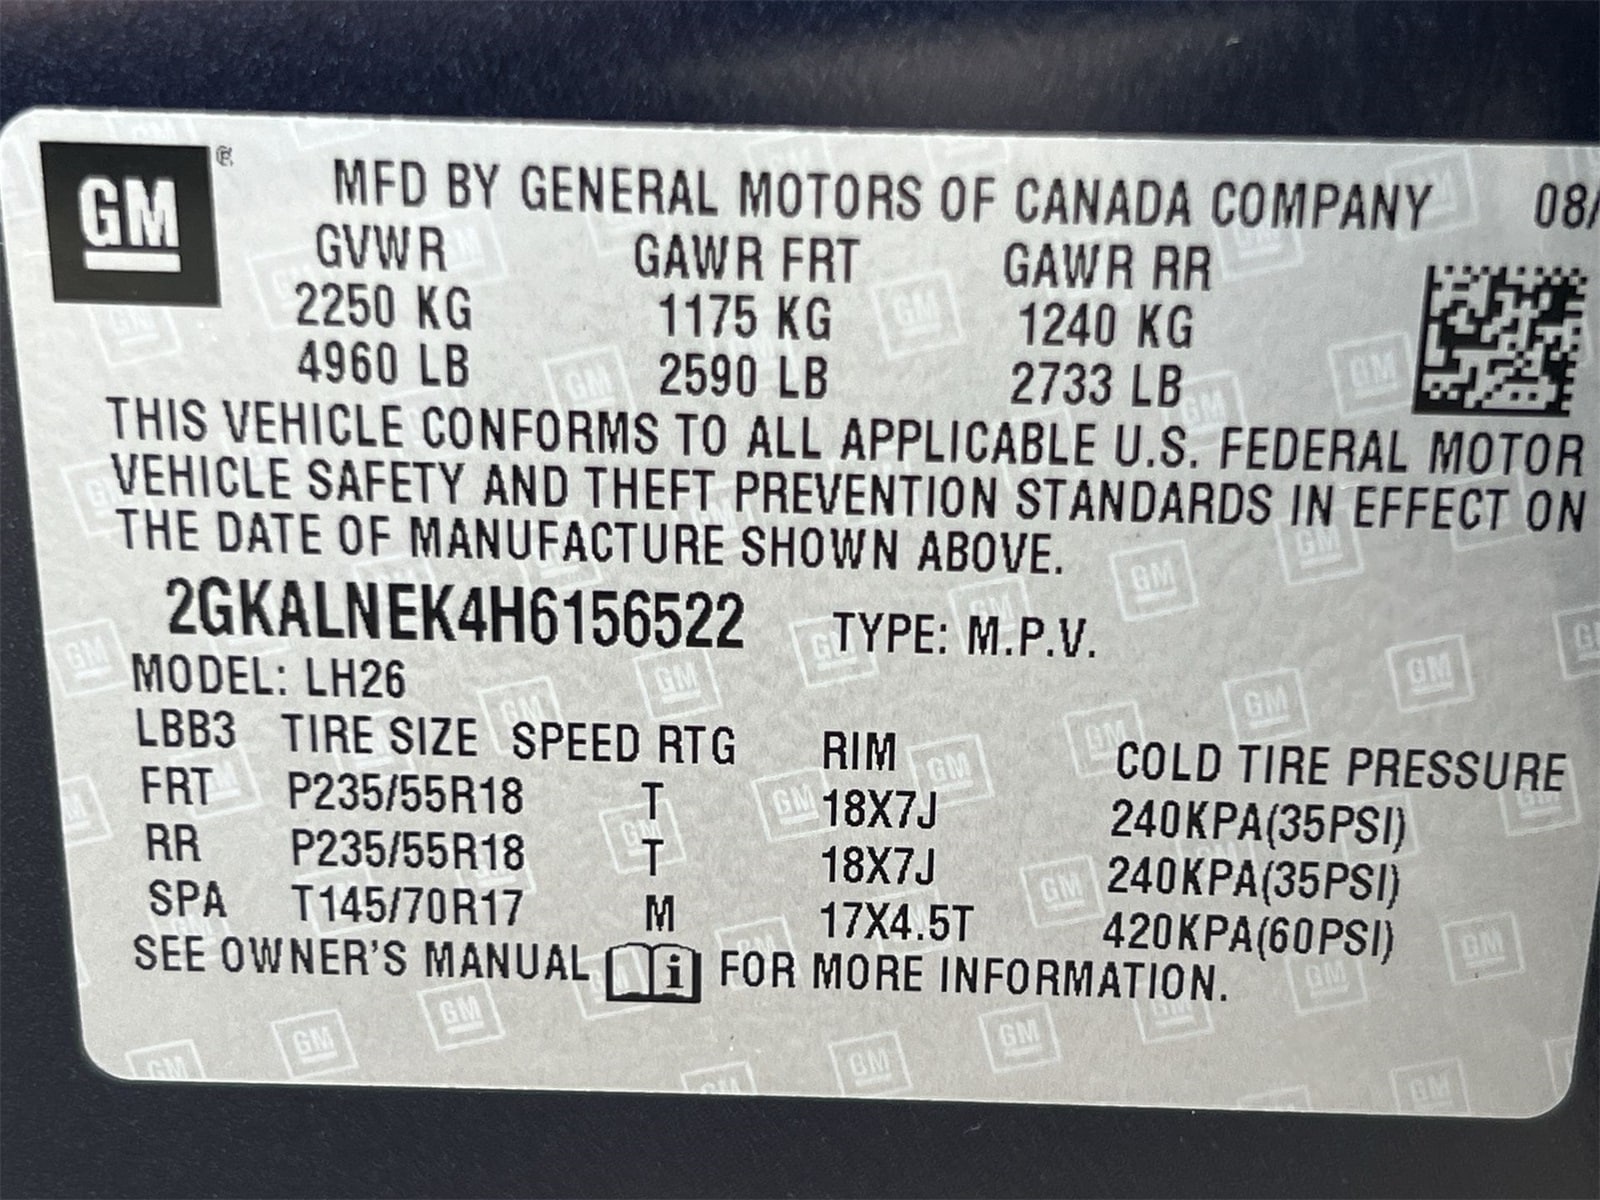 GM
MFD BY GENERAL MOTORS OF CANADA COMPANY 08/
GVWR GAWR FRT GAWR RR
2250 KG 1175 KG 1240 KG
4960 LB 2590 LB 2733 LB
THIS VEHICLE CONFORMS TO ALL APPLICABLE U.S. FEDERAL MOTOR
VEHICLE SAFETY AND THEFT PREVENTION STANDARDS IN EFFECT ON
THE DATE OF MANUFACTURE SHOWN ABOVE.
2GKALNEK4H6156522 TYPE: M.P.V.
MODEL: LH26
LBB3 TIRE SIZE SPEED RTG RIM COLD TIRE PRESSURE
FRT P235/55R18 T 18X7J 240KPA(35PSI)
RR P235/55R18 T 18X7J 240KPA(35PSI)
SPA T145/70R17 M 17X4.5T 420KPA(60PSI)
SEE OWNER'S MANUAL i FOR MORE INFORMATION.